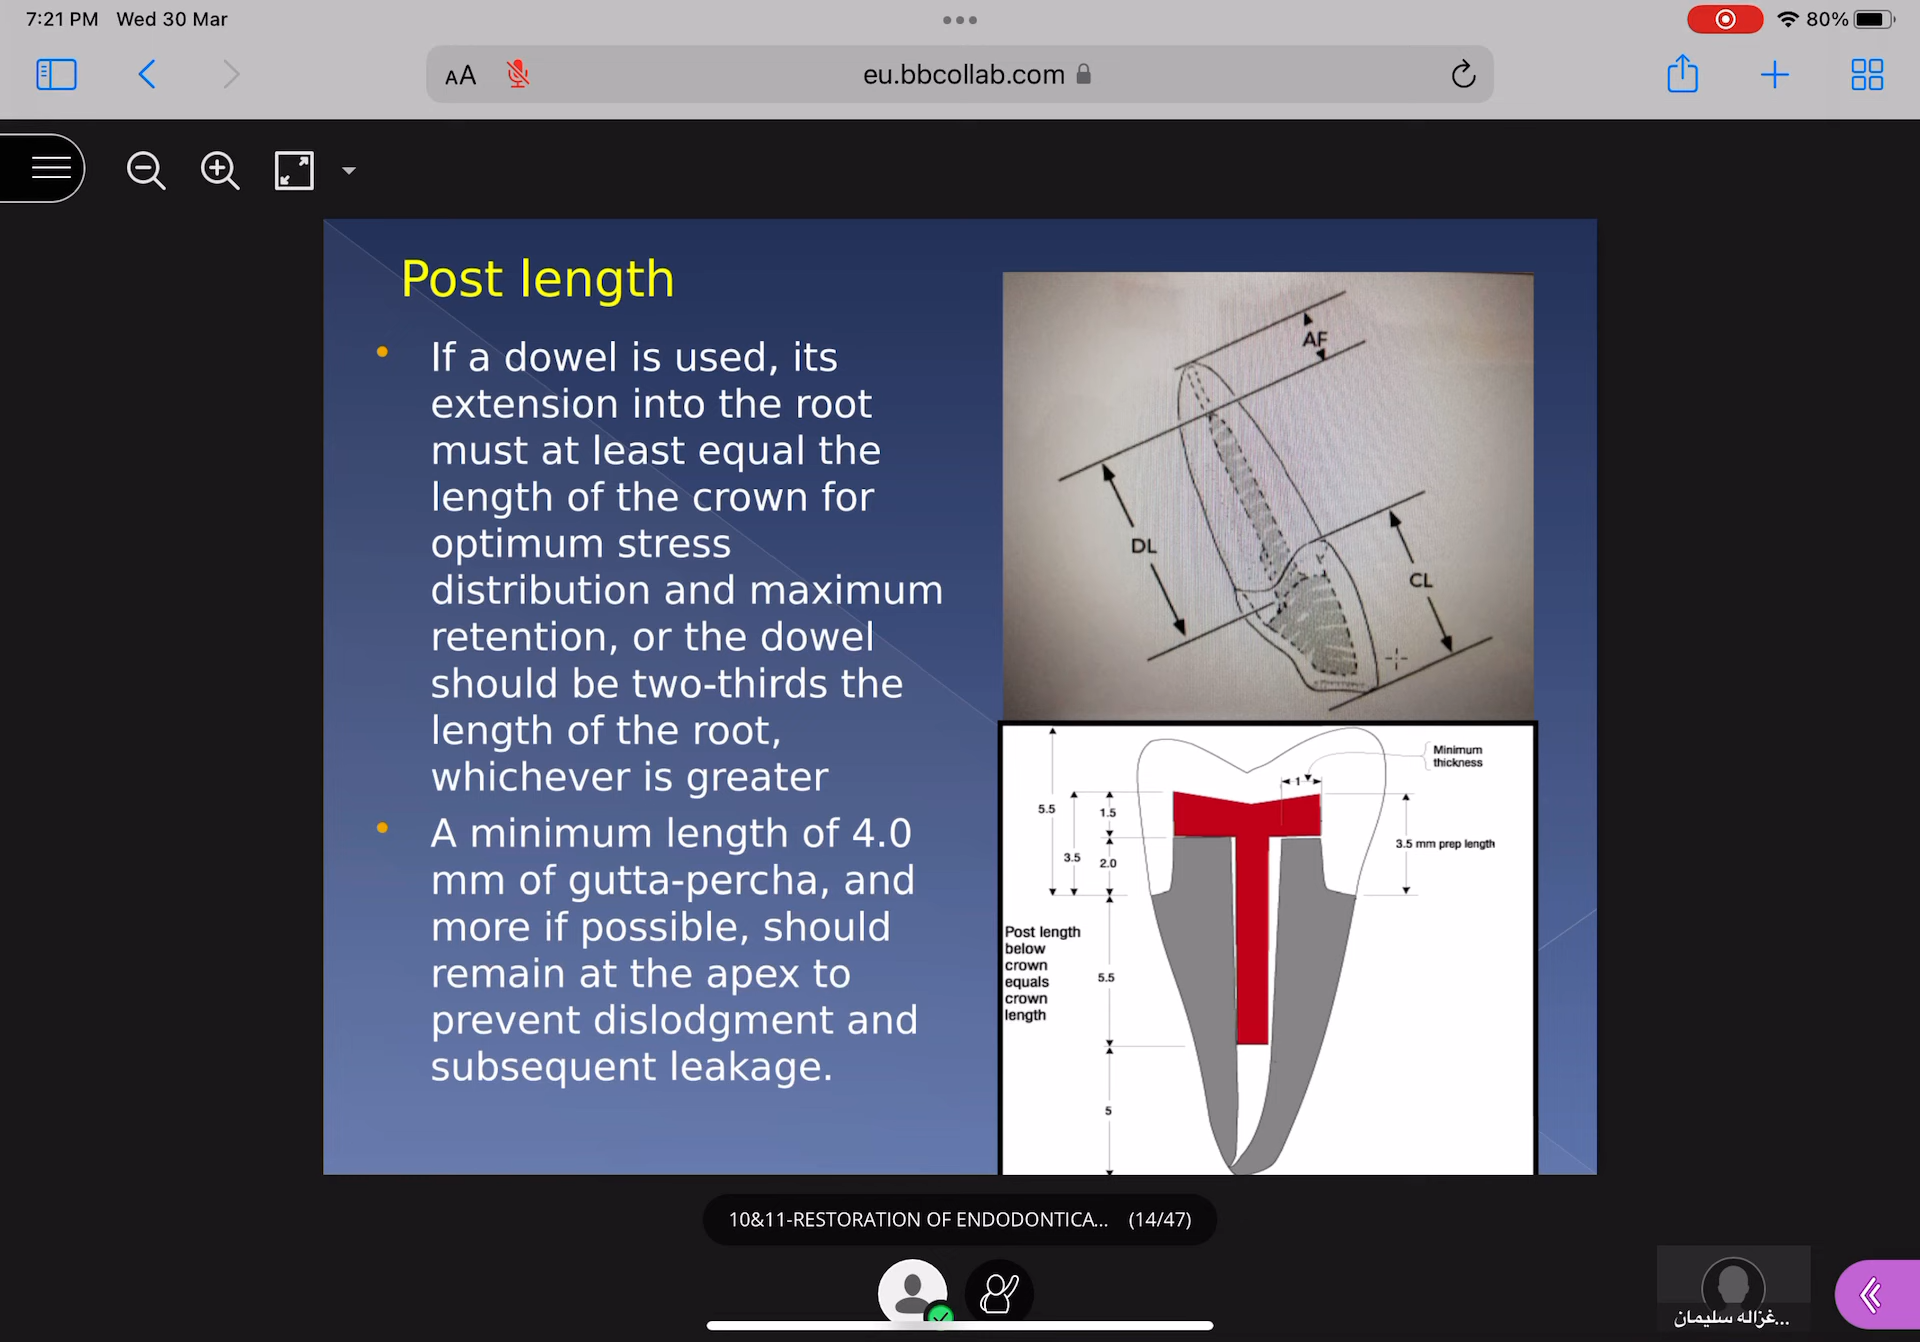 7:21 PM Wed 30 Mar
80%
AA
eu.bbcollab.com
Post length
If a dowel is used, its
extension into the root
must at least equal the
length of the crown for
optimum stress
distribution and maximum
retention, or the dowel
should be two-thirds the
length of the root,
whichever is greater
A minimum length of 4.0
mm of gutta-percha, and
more if possible, should
remain at the apex to
prevent dislodgment and
subsequent leakage.
AF
DL
CL
Minimum
thickness
1
5.5
1.5
3.5
2.0
3.5 mm prep length
Post length
below
crown
equals
crown
length
5.5
5
10&11-RESTORATION OF ENDODONTICA... (14/47)
غزاله سليمان...